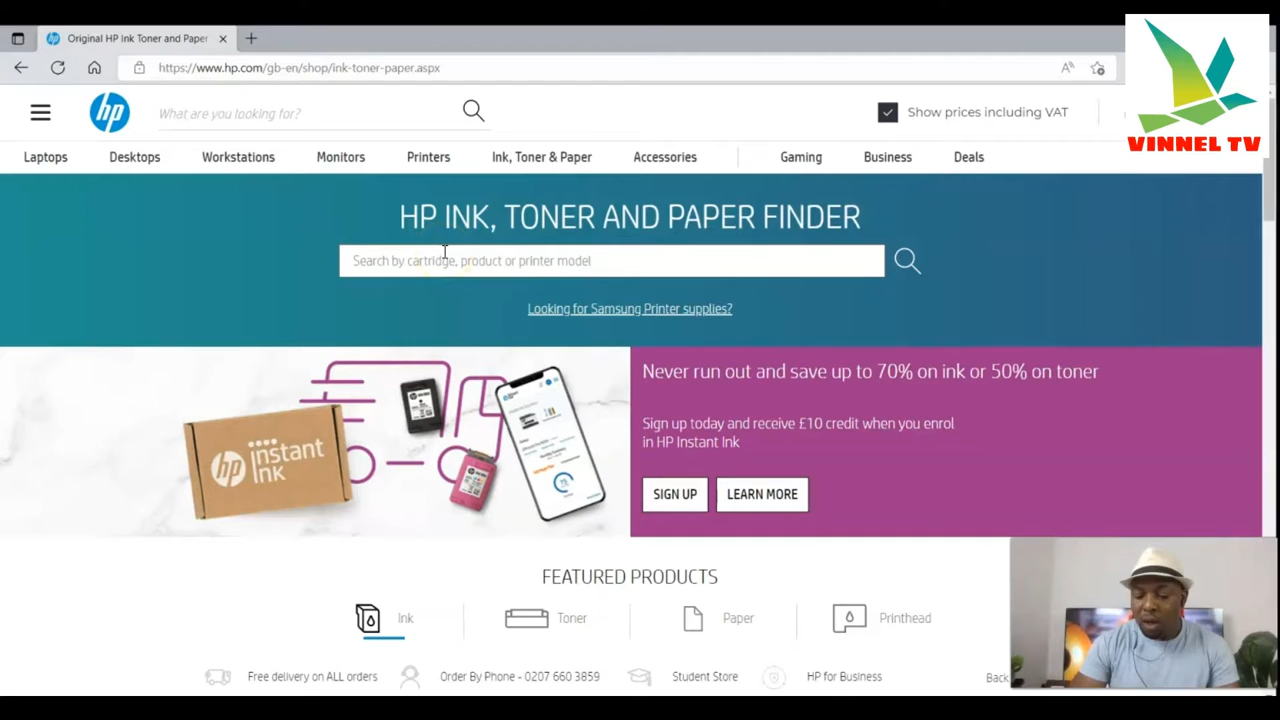 Original HP Ink Toner and Paper
https://www.hp.com/gb-en/shop/ink-toner-paper.aspx
VINNEL TV
hp
What are you looking for?
Show prices including VAT
Laptops
Desktops
Workstations
Monitors
Printers
Ink, Toner & Paper
Accessories
Gaming
Business
Deals
HP INK, TONER AND PAPER FINDER
Search by cartridge, product or printer model
Looking for Samsung Printer supplies?
hp instant
ink
Never run out and save up to 70% on ink or 50% on toner
Sign up today and receive £10 credit when you enrol
in HP Instant Ink
SIGN UP
LEARN MORE
FEATURED PRODUCTS
Ink
Toner
Paper
Printhead
Free delivery on ALL orders
Order By Phone - 0207 660 3859
Student Store
HP for Business
Back